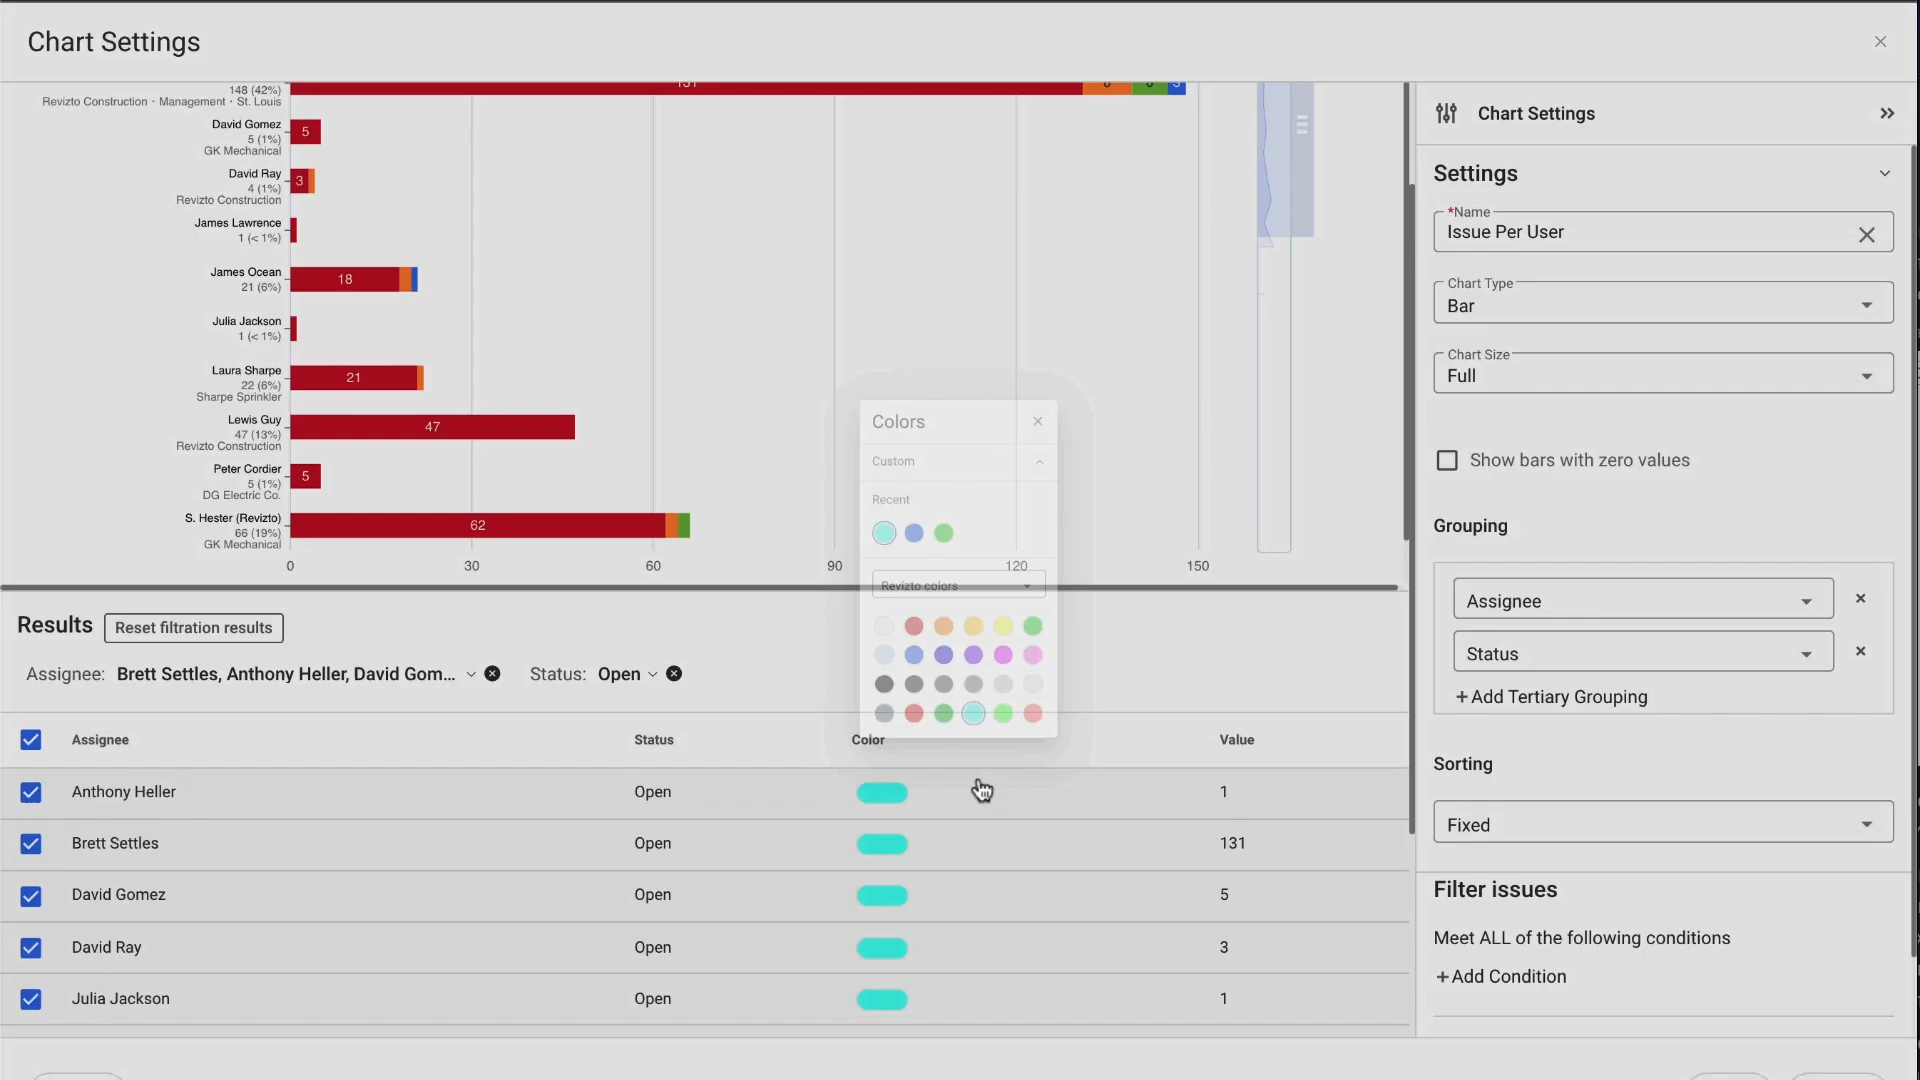 Chart Settings
148 (42%)
Revizto Construction · Management · St. Louis
David Gomez
5 (1%)
GK Mechanical
5
David Ray
4 (1%)
Revizto Construction
3
James Lawrence
1 (< 1%)
James Ocean
21 (6%)
18
Julia Jackson
1 (< 1%)
Laura Sharpe
22 (6%)
Sharpe Sprinkler
21
Lewis Guy
47 (13%)
Revizto Construction
47
Peter Cordier
5 (1%)
DG Electric Co.
5
S. Hester (Revizto)
66 (19%)
GK Mechanical
62
0 30 60 90 120 150
Colors
Custom
Recent
Revizto colors
Results
Reset filtration results
Assignee: Brett Settles, Anthony Heller, David Gom...
Status: Open
Assignee Status Color Value
Anthony Heller Open 1
Brett Settles Open 131
David Gomez Open 5
David Ray Open 3
Julia Jackson Open 1
Chart Settings
Settings
*Name
Issue Per User
Chart Type
Bar
Chart Size
Full
Show bars with zero values
Grouping
Assignee
Status
+ Add Tertiary Grouping
Sorting
Fixed
Filter issues
Meet ALL of the following conditions
+ Add Condition